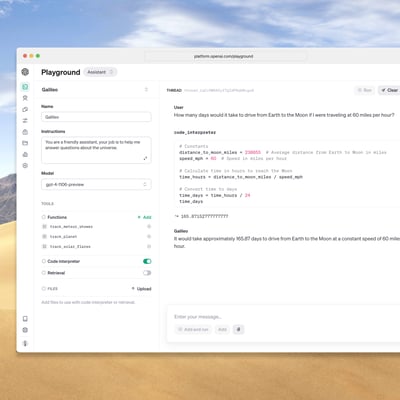 platform.openai.com/playground
Playground
Assistant
THREAD
Run
Clear
Galileo
Name
Galileo
Instructions
You are a friendly assistant, your job is to help me
answer questions about the universe.
Model
gpt-4-1106-preview
TOOLS
Functions
+ Add
trace_meteor_shower
trace_planet
trace_solar_flares
Code interpreter
Retrieval
FILES
Upload
Add files to use with code interpreter or retrieval.
User
How many days would it take to drive from Earth to the Moon if I were traveling at 60 miles per hour?
code_interpreter
# Constants
distance_to_moon_miles = 238855 # Average distance from Earth to Moon in miles
speed_mph = 60 # Speed in miles per hour
# Calculate time in hours to reach the Moon
time_hours = distance_to_moon_miles / speed_mph
# Convert time to days
time_days = time_hours / 24
time_days
Galileo
It would take approximately 165.87 days to drive from Earth to the Moon at a constant speed of 60 miles
hour.
Enter your message...
Add and run
Add